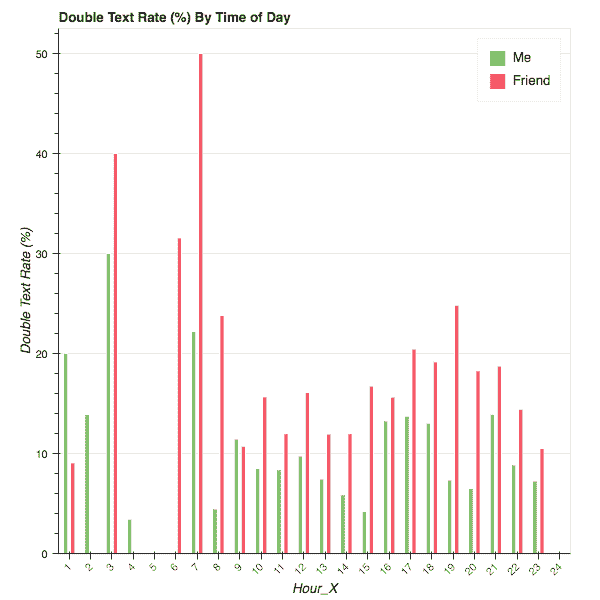 Double Text Rate (%) By Time of Day
Me
Friend
Double Text Rate (%)
50
40
30
20
10
0
1 2 3 4 5 6 7 8 9 10 11 12 13 14 15 16 17 18 19 20 21 22 23 24
Hour_X